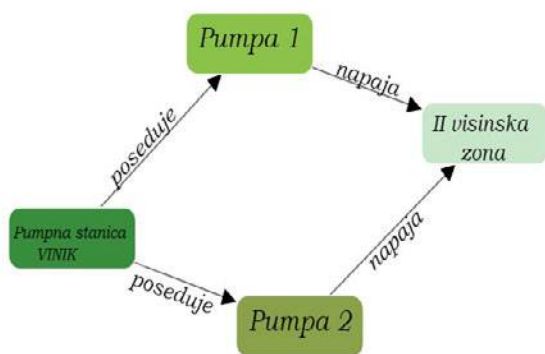 Pumpa 1
napaja
II visinska
zona
poseduje
Pumpna stanica
VINIK
poseduje
napaja
Pumpa 2